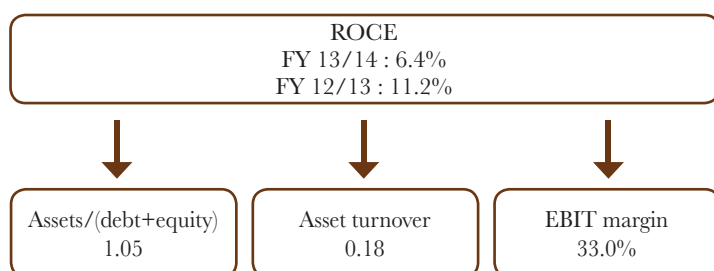 ROCE
FY 13/14 : 6.4%
FY 12/13 : 11.2%
Assets/(debt+equity)
1.05
Asset turnover
0.18
EBIT margin
33.0%